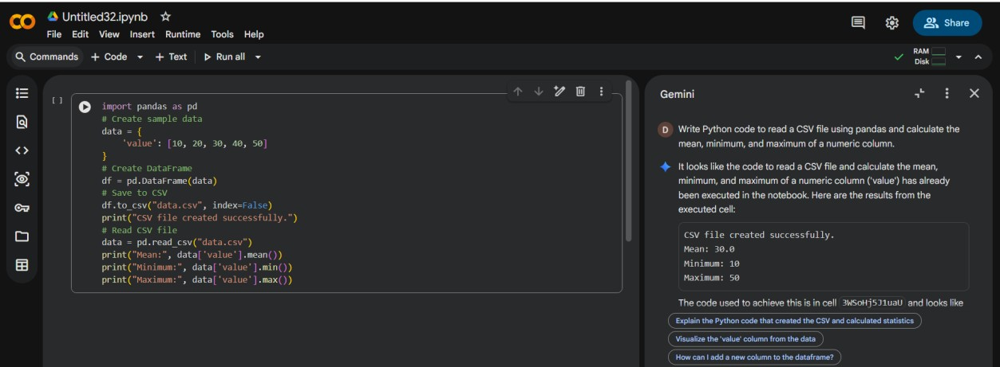 Untitled32.ipynb
File Edit View Insert Runtime Tools Help
Share
Commands + Code + Text Run all
RAM
Disk
[ ]
import pandas as pd
# Create sample data
data = {
    'value': [10, 20, 30, 40, 50]
}
# Create DataFrame
df = pd.DataFrame(data)
# Save to CSV
df.to_csv("data.csv", index=False)
print("CSV file created successfully.")
# Read CSV file
data = pd.read_csv("data.csv")
print("Mean:", data['value'].mean())
print("Minimum:", data['value'].min())
print("Maximum:", data['value'].max())
Gemini
D Write Python code to read a CSV file using pandas and calculate the
mean, minimum, and maximum of a numeric column.
It looks like the code to read a CSV file and calculate the mean,
minimum, and maximum of a numeric column ('value') has already
been executed in the notebook. Here are the results from the
executed cell:
CSV file created successfully.
Mean: 30.0
Minimum: 10
Maximum: 50
The code used to achieve this is in cell 3WSoHj5J1uaU and looks like
Explain the Python code that created the CSV and calculated statistics
Visualize the 'value' column from the data
How can I add a new column to the dataframe?